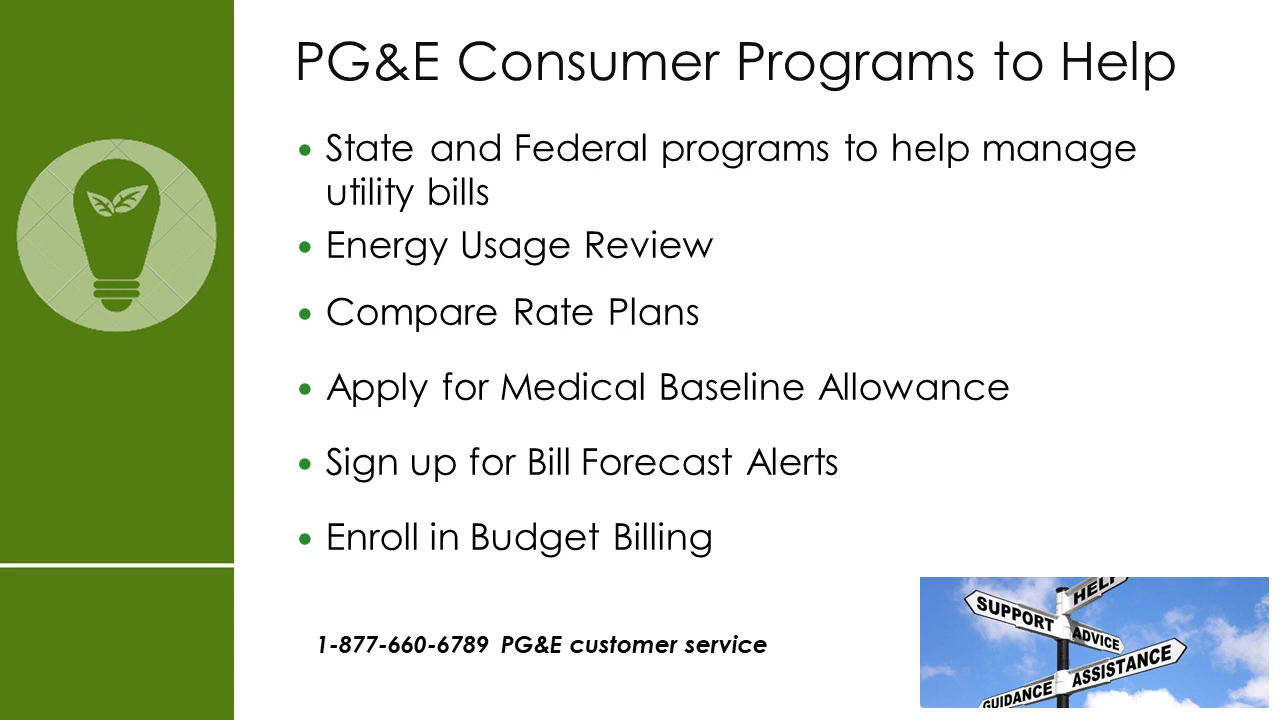 PG&E Consumer Programs to Help
• State and Federal programs to help manage
utility bills
• Energy Usage Review
• Compare Rate Plans
• Apply for Medical Baseline Allowance
• Sign up for Bill Forecast Alerts
• Enroll in Budget Billing
1-877-660-6789 PG&E customer service
HELP
SUPPORT
ADVICE
ASSISTANCE
GUIDANCE